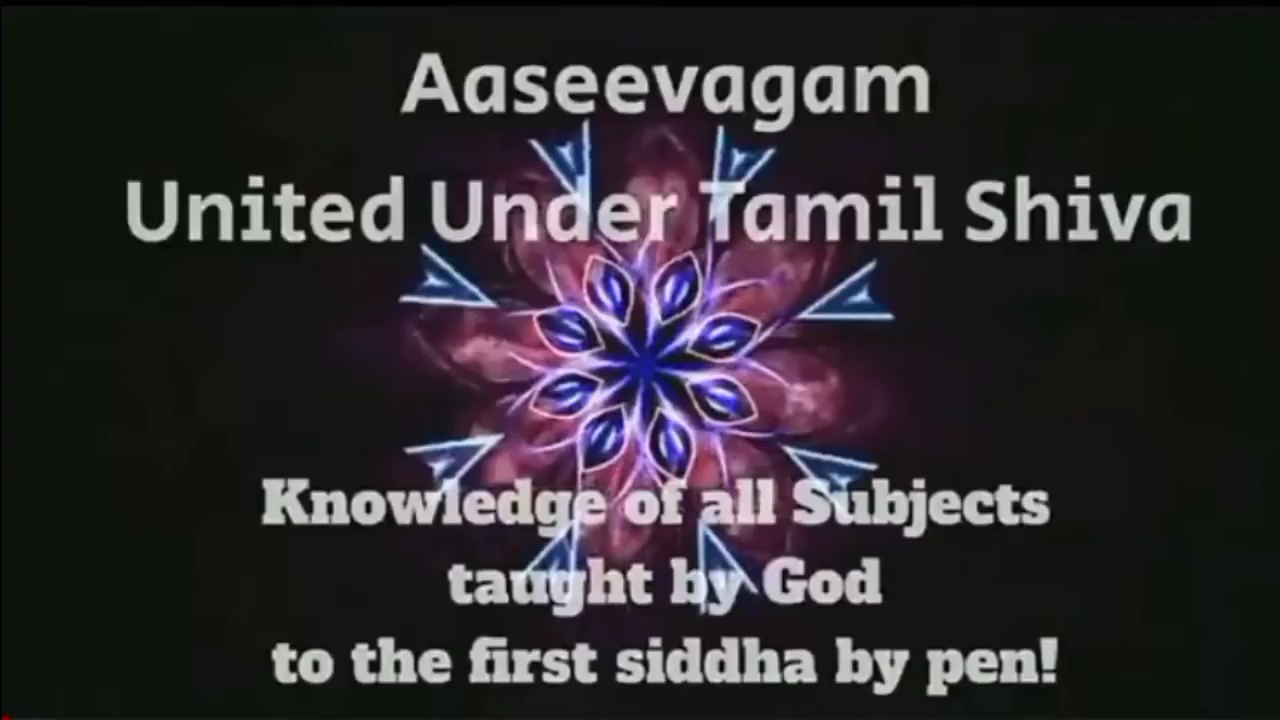 Aaseevagam
United Under Tamil Shiva
Knowledge of all Subjects
taught by God
to the first siddha by pen!